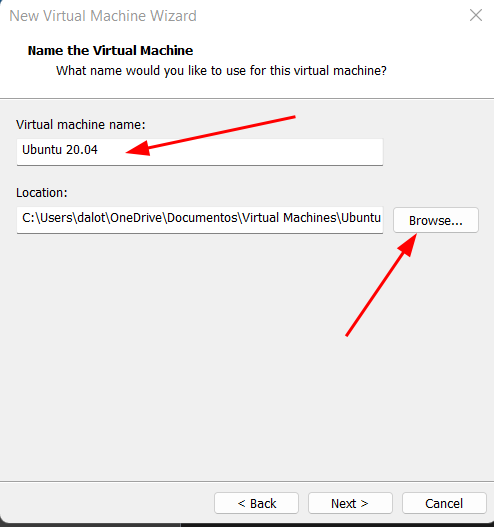 New Virtual Machine Wizard
Name the Virtual Machine
What name would you like to use for this virtual machine?
Virtual machine name:
Ubuntu 20.04
Location:
C:\Users\dalot\OneDrive\Documentos\Virtual Machines\Ubuntu
Browse...
< Back
Next >
Cancel